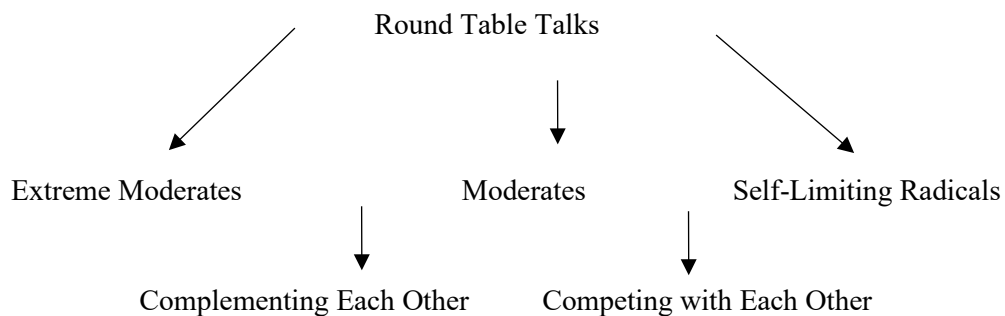 Round Table Talks
Extreme Moderates Moderates Self-Limiting Radicals
Complementing Each Other Competing with Each Other